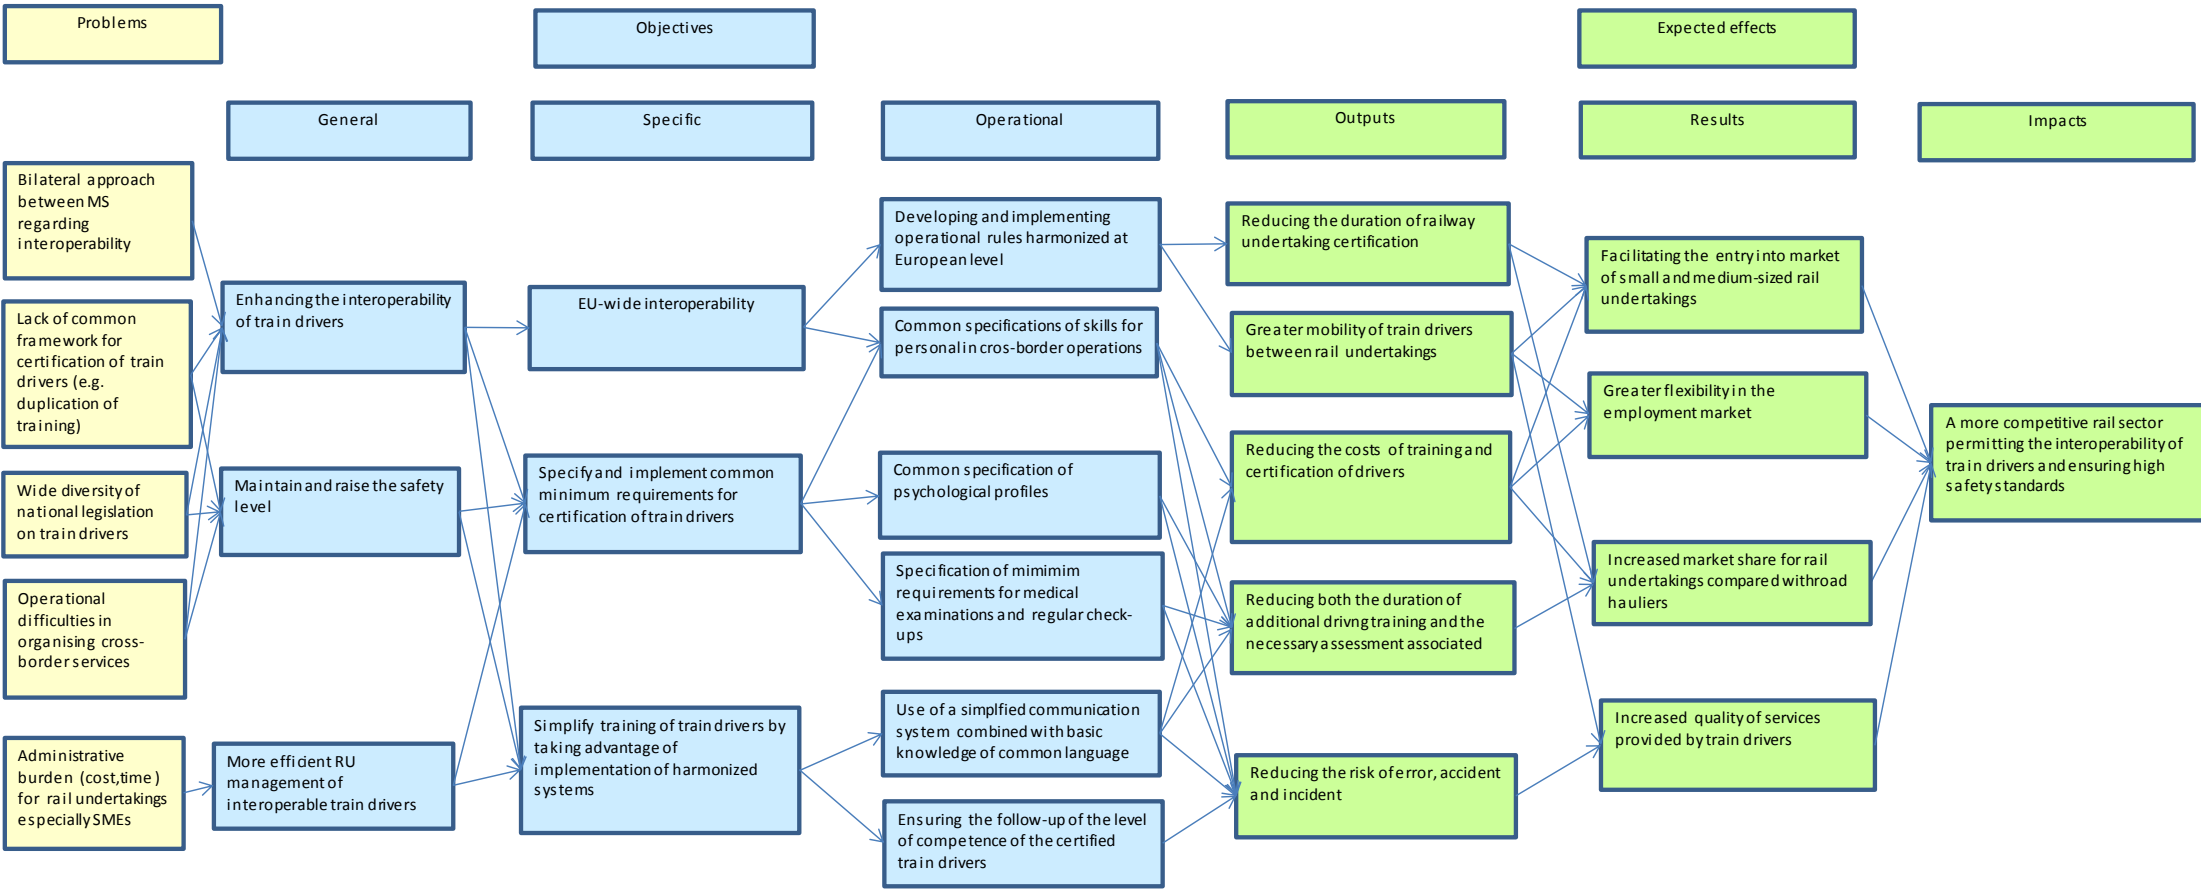 Problems
Objectives
Expected effects
General
Specific
Operational
Outputs
Results
Impacts
Bilateral approach
between MS
regarding
interoperability
Lack of common
framework for
certification of train
drivers (e.g.
duplication of
training)
Wide diversity of
national legislation
on train drivers
Operational
difficulties in
organising cross-
border services
Administrative
burden (cost,time)
for rail undertakings
especially SMEs
Enhancing the interoperability
of train drivers
Maintain and raise the safety
level
More efficient RU
management of
interoperable train drivers
EU-wide interoperability
Specify and implement common
minimum requirements for
certification of train drivers
Simplify training of train drivers by
taking advantage of
implementation of harmonized
systems
Developing and implementing
operational rules harmonized at
European level
Common specifications of skills for
personal in cros-border operations
Common specification of
psychological profiles
Specification of mimimim
requirements for medical
examinations and regular check-
ups
Use of a simplfied communication
system combined with basic
knowledge of common language
Ensuring the follow-up of the level
of competence of the certified
train drivers
Reducing the duration of railway
undertaking certification
Greater mobility of train drivers
between rail undertakings
Reducing the costs of training and
certification of drivers
Reducing both the duration of
additional drivng training and the
necessary assessment associated
Reducing the risk of error, accident
and incident
Facilitating the entry into market
of small and medium-sized rail
undertakings
Greater flexibility in the
employment market
Increased market share for rail
undertakings compared with road
hauliers
Increased quality of services
provided by train drivers
A more competitive rail sector
permitting the interoperability of
train drivers and ensuring high
safety standards